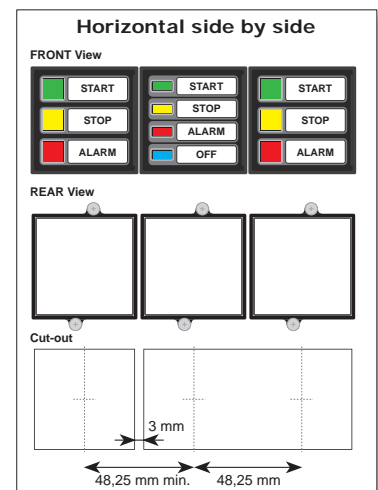 Horizontal side by side
FRONT View
START
STOP
ALARM
START
STOP
ALARM
OFF
START
STOP
ALARM
REAR View
Cut-out
3 mm
48,25 mm min.
48,25 mm